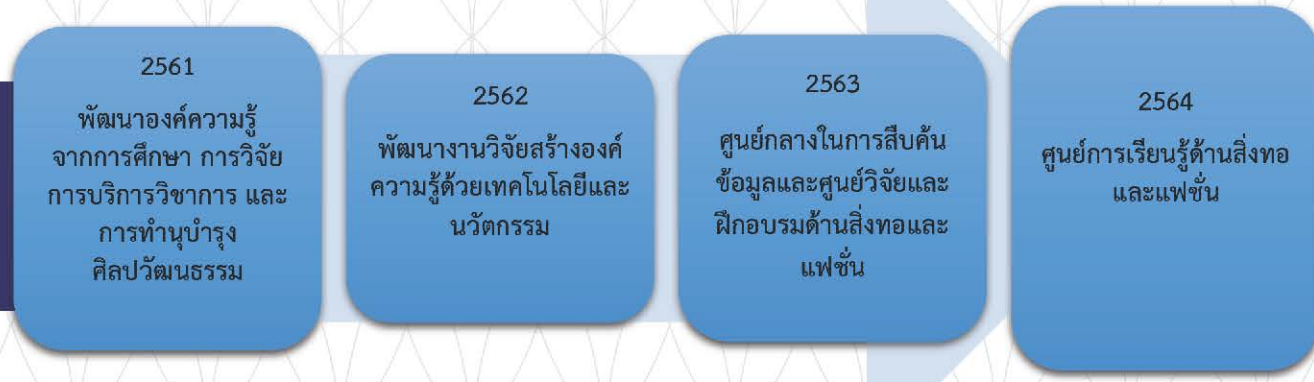 2561
พัฒนาองค์ความรู้
จากการศึกษา การวิจัย
การบริการวิชาการ และ
การทำนุบำรุง
ศิลปวัฒนธรรม
2562
พัฒนางานวิจัยสร้างองค์
ความรู้ด้วยเทคโนโลยีและ
นวัตกรรม
2563
ศูนย์กลางในการสืบค้น
ข้อมูลและศูนย์วิจัยและ
ฝึกอบรมด้านสิ่งทอและ
แฟชั่น
2564
ศูนย์การเรียนรู้ด้านสิ่งทอ
และแฟชั่น